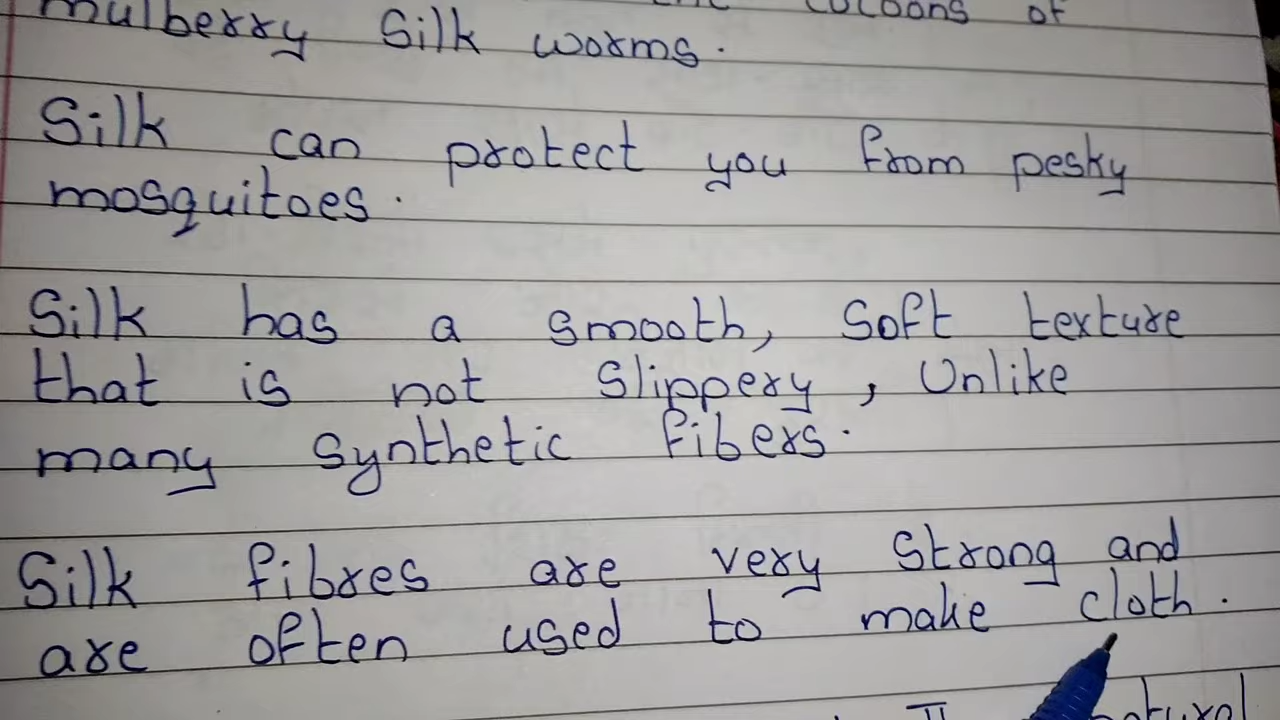 mulberry Silk worms.
Silk can protect you from pesky
mosquitoes.
Silk has a smooth, Soft texture
that is not Slippery, Unlike
many Synthetic fibers.
Silk fibres are very Strong and
are often used to make cloth.